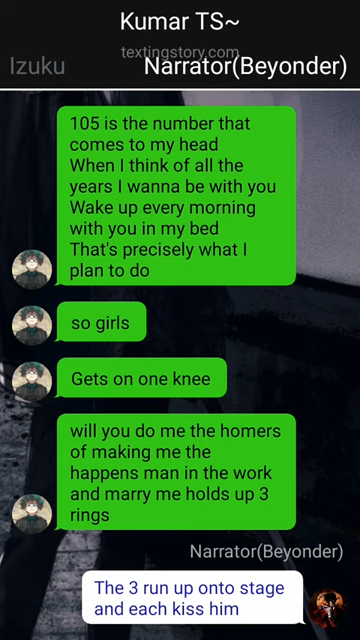 Kumar TS~
textingstory.com
Izuku
Narrator(Beyonder)
105 is the number that
comes to my head
When I think of all the
years I wanna be with you
Wake up every morning
with you in my bed
That's precisely what I
plan to do
so girls
Gets on one knee
will you do me the homers
of making me the
happens man in the work
and marry me holds up 3
rings
Narrator(Beyonder)
The 3 run up onto stage
and each kiss him